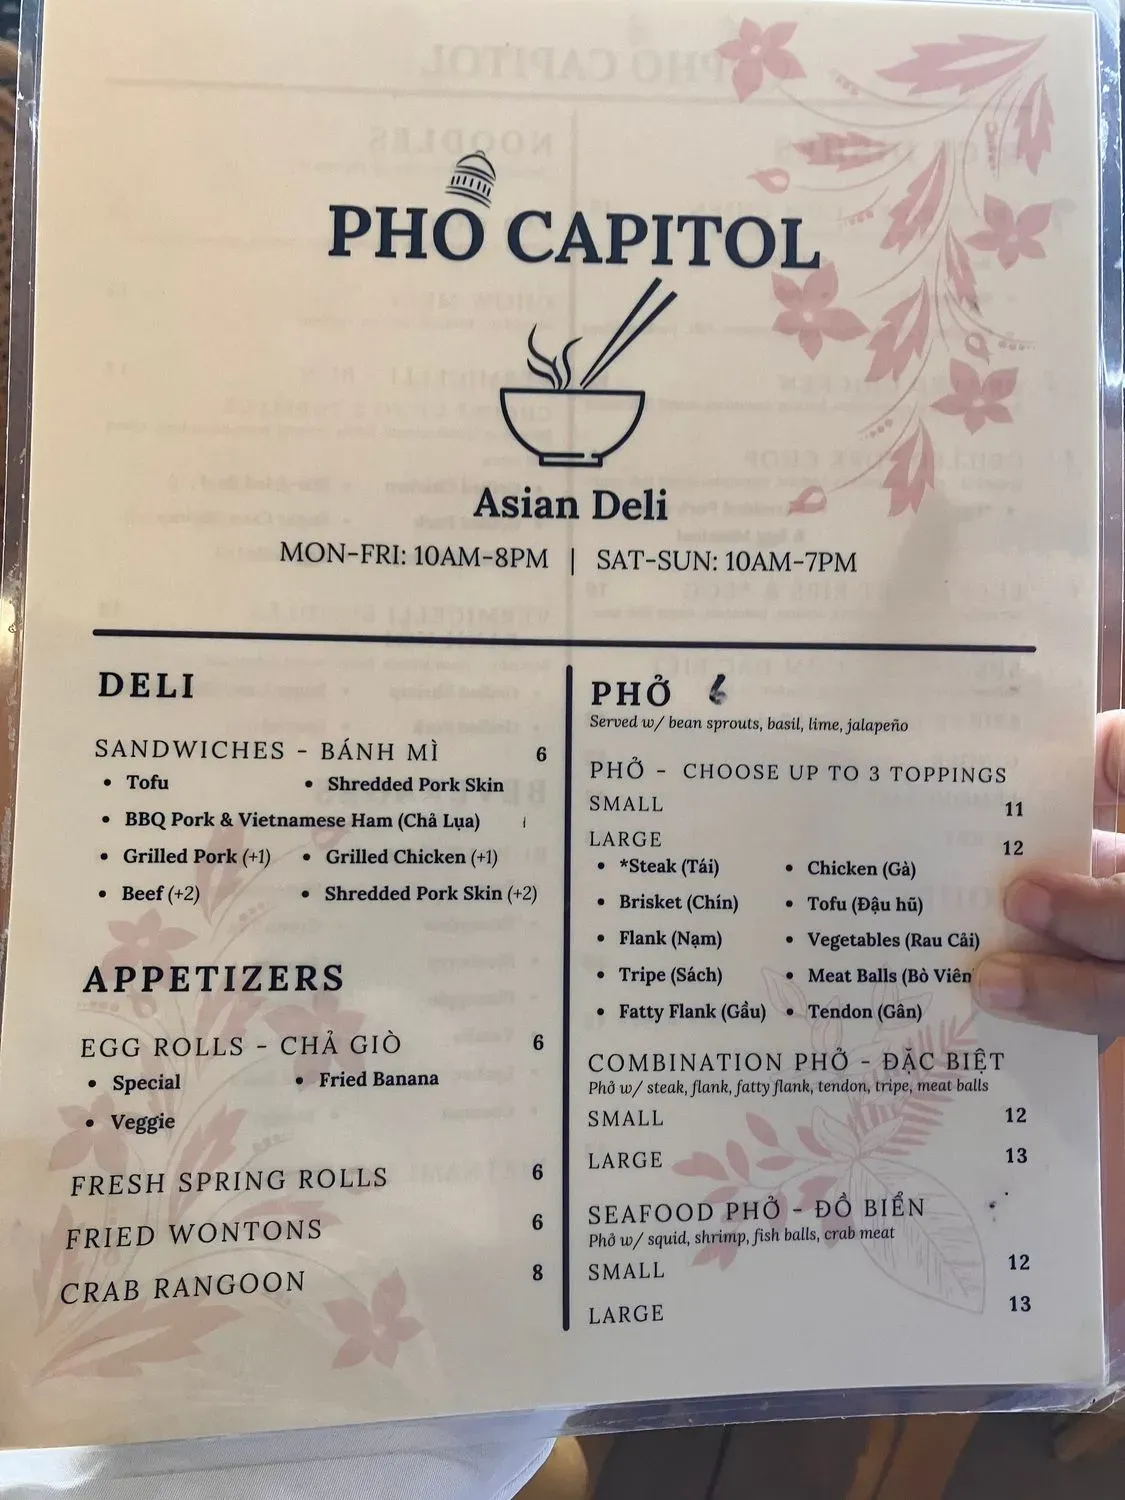 PHO CAPITOL
Asian Deli
MON-FRI: 10AM-8PM | SAT-SUN: 10AM-7PM
DELI
SANDWICHES - BÁNH MÌ 6
• Tofu • Shredded Pork Skin
• BBQ Pork & Vietnamese Ham (Chả Lụa)
• Grilled Pork (+1) • Grilled Chicken (+1)
• Beef (+2) • Shredded Pork Skin (+2)
APPETIZERS
EGG ROLLS - CHẢ GIÒ 6
• Special • Fried Banana
• Veggie
FRESH SPRING ROLLS 6
FRIED WONTONS 6
CRAB RANGOON 8
PHỞ
Served w/ bean sprouts, basil, lime, jalapeño
PHỞ - CHOOSE UP TO 3 TOPPINGS
SMALL 11
LARGE 12
• *Steak (Tái) • Chicken (Gà)
• Brisket (Chín) • Tofu (Đậu hũ)
• Flank (Nạm) • Vegetables (Rau Cải)
• Tripe (Sách) • Meat Balls (Bò Viên
• Fatty Flank (Gầu) • Tendon (Gân)
COMBINATION PHỞ - ĐẶC BIỆT
Phở w/ steak, flank, fatty flank, tendon, tripe, meat balls
SMALL 12
LARGE 13
SEAFOOD PHỞ - ĐỒ BIỂN
Phở w/ squid, shrimp, fish balls, crab meat
SMALL 12
LARGE 13